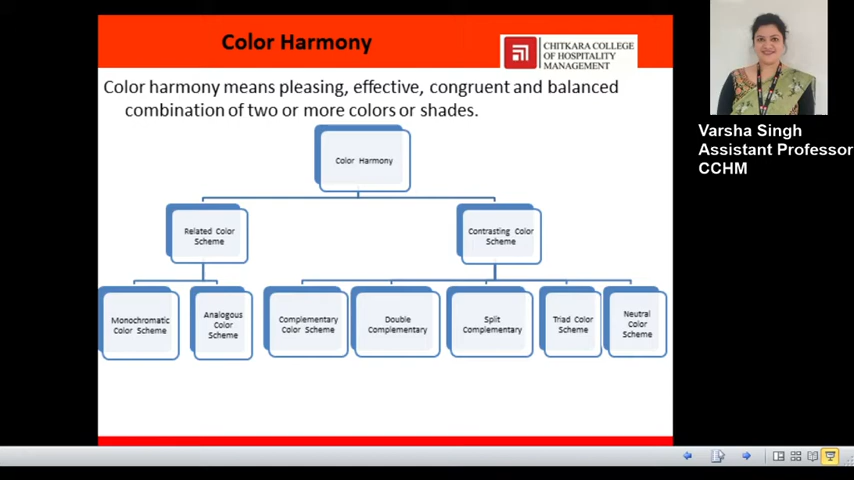 Color Harmony
CHITKARA COLLEGE
OF HOSPITALITY
MANAGEMENT
Color harmony means pleasing, effective, congruent and balanced
combination of two or more colors or shades.
Color Harmony
Related Color
Scheme
Contrasting Color
Scheme
Monochromatic
Color Scheme
Analogous
Color
Scheme
Complementary
Color Scheme
Double
Complementary
Split
Complementary
Triad Color
Scheme
Neutral
Color
Scheme
Varsha Singh
Assistant Professor
CCHM